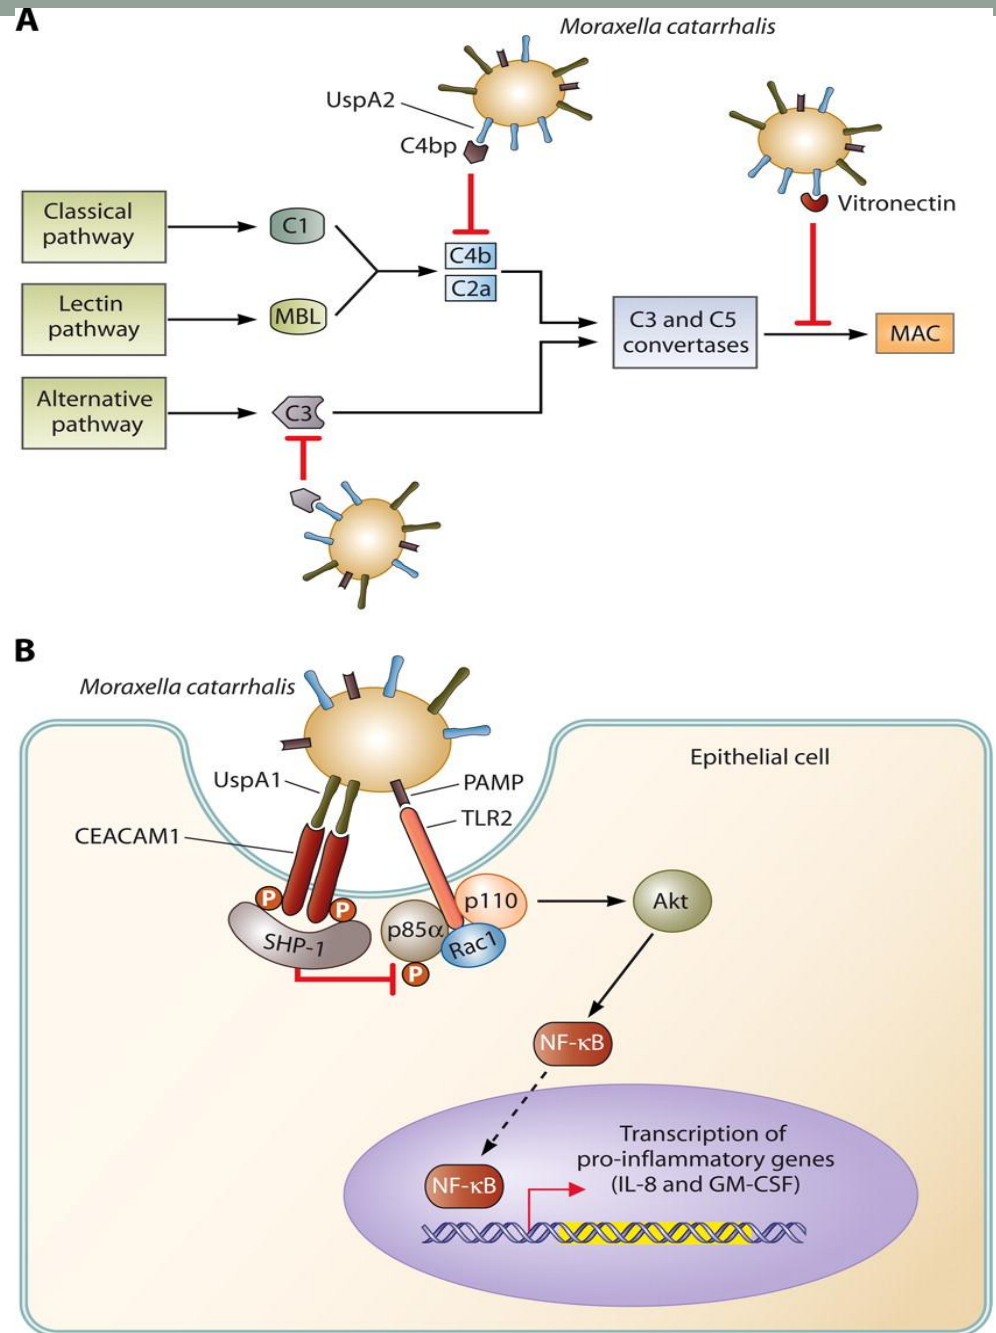 A
Moraxella catarrhalis
UspA2
C4bp
Vitronectin
Classical
pathway
C1
C4b
C2a
Lectin
pathway
MBL
C3 and C5
convertases
MAC
Alternative
pathway
C3
B
Moraxella catarrhalis
Epithelial cell
UspA1
PAMP
TLR2
CEACAM1
P
P
SHP-1
p85α
p110
Rac1
P
Akt
NF-κB
Transcription of
pro-inflammatory genes
(IL-8 and GM-CSF)
NF-κB